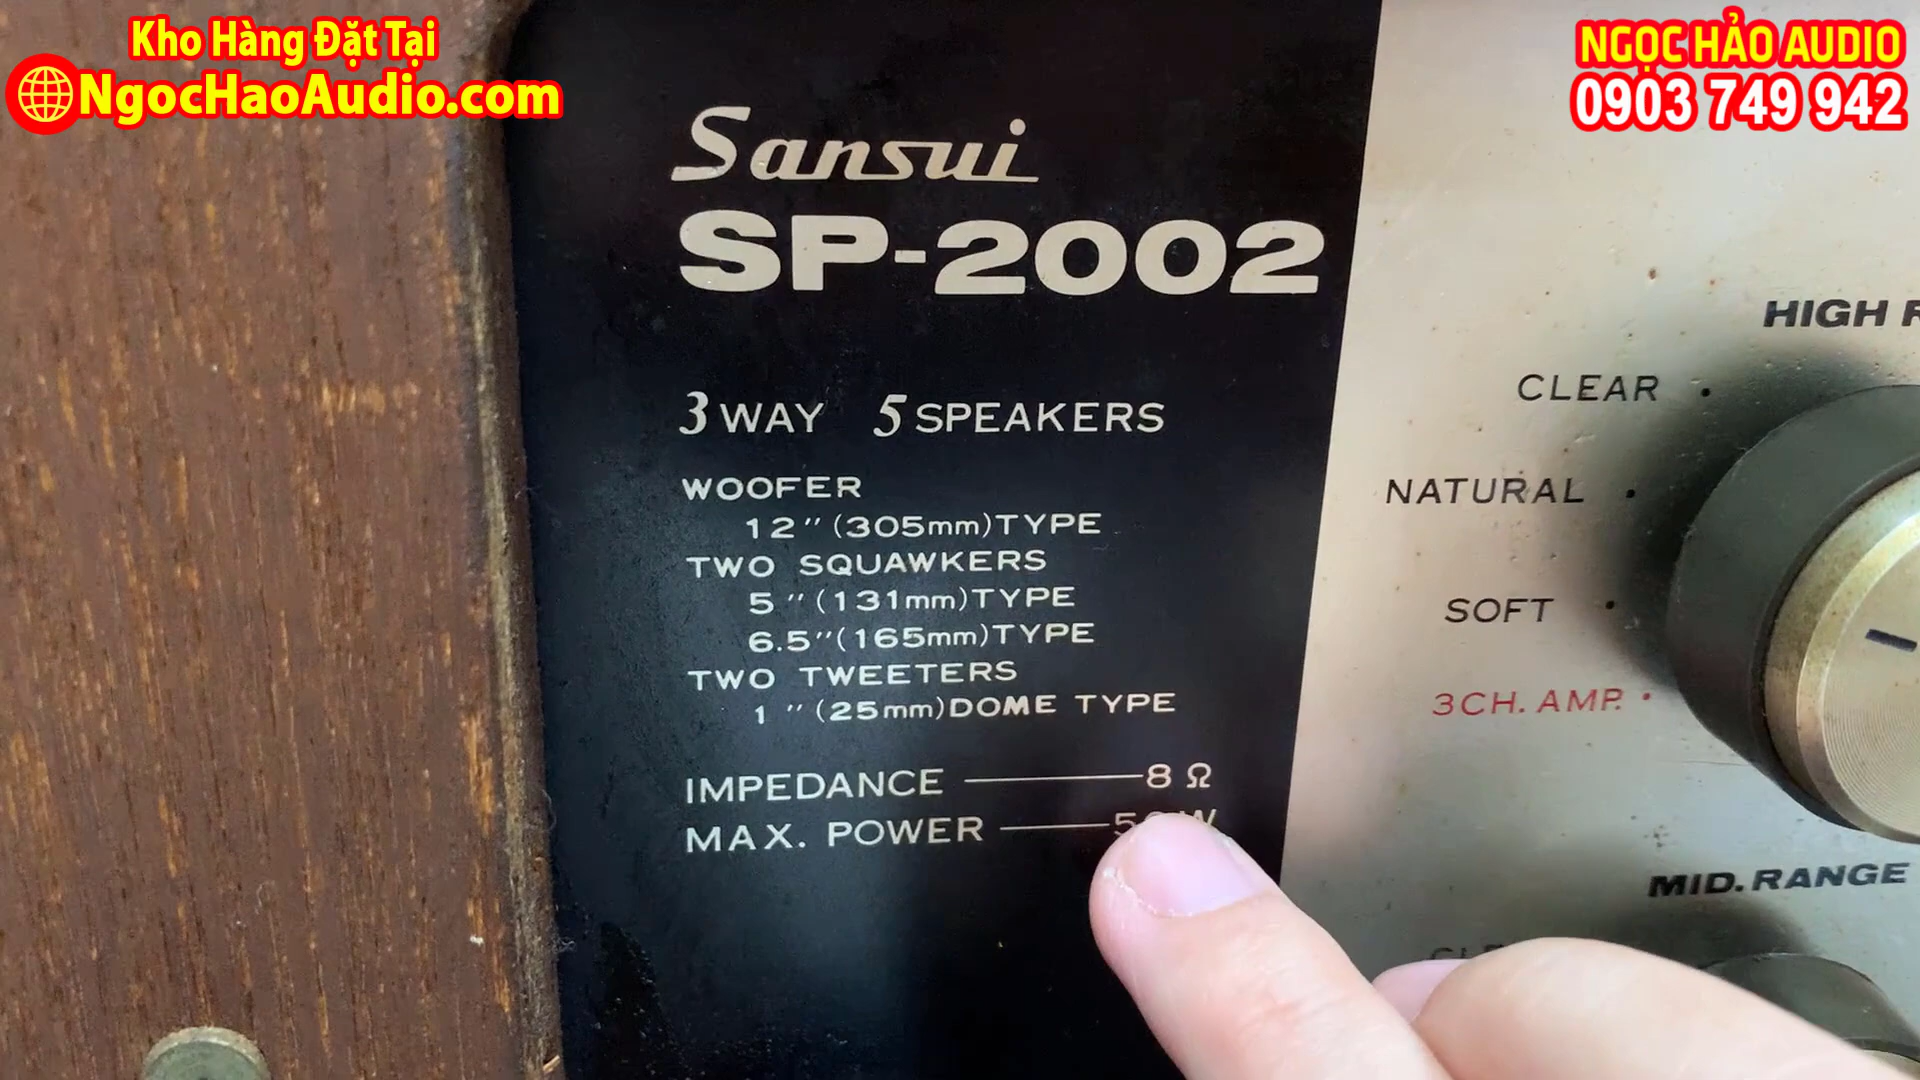 Kho Hàng Đặt Tại
NgocHaoAudio.com
NGỌC HẢO AUDIO
0903 749 942
Sansui
SP-2002
3 WAY 5 SPEAKERS
WOOFER
12" (305mm) TYPE
TWO SQUAWKERS
5" (131mm) TYPE
6.5" (165mm) TYPE
TWO TWEETERS
1" (25mm) DOME TYPE
IMPEDANCE 8 Ω
MAX. POWER
HIGH
CLEAR
NATURAL
SOFT
3CH. AMP.
MID. RANGE